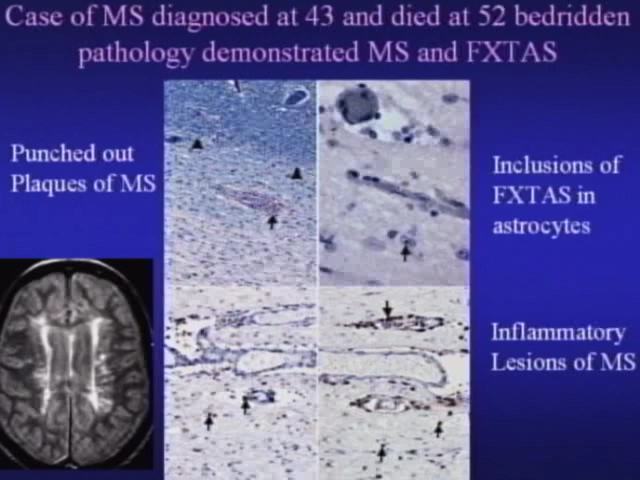 Case of MS diagnosed at 43 and died at 52 bedridden
pathology demonstrated MS and FXTAS
Punched out
Plaques of MS
Inclusions of
FXTAS in
astrocytes
Inflammatory
Lesions of MS